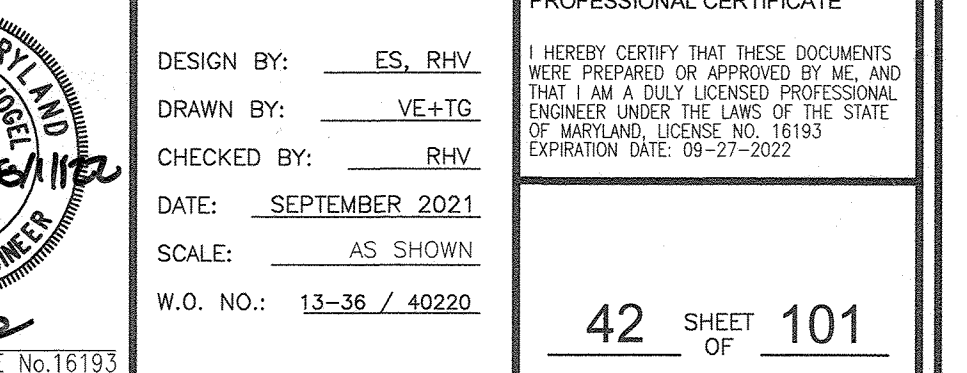 RYLAND
VOGEL
NEER
No.16193
DESIGN BY: ES, RHV
DRAWN BY: VE+TG
CHECKED BY: RHV
DATE: SEPTEMBER 2021
SCALE: AS SHOWN
W.O. NO.: 13-36 / 40220
PROFESSIONAL CERTIFICATE
I HEREBY CERTIFY THAT THESE DOCUMENTS
WERE PREPARED OR APPROVED BY ME, AND
THAT I AM A DULY LICENSED PROFESSIONAL
ENGINEER UNDER THE LAWS OF THE STATE
OF MARYLAND, LICENSE NO. 16193
EXPIRATION DATE: 09-27-2022
42 SHEET OF 101